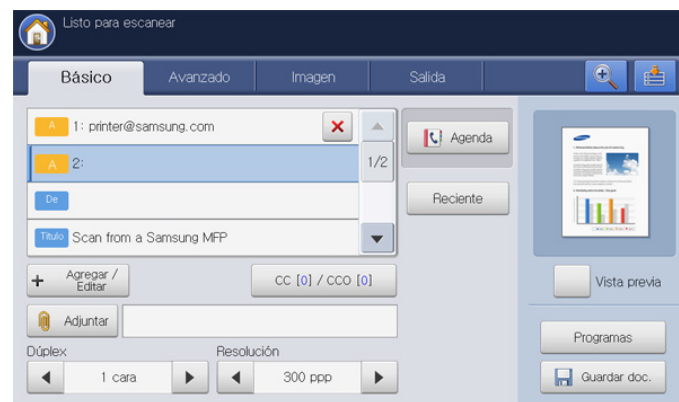 Listo para escanear
Básico
Avanzado
Imagen
Salida
A 1: printer@samsung.com
A 2:
1/2
De
Título Scan from a Samsung MFP
Agenda
Reciente
+ Agregar /
Editar
CC [0] / CCO [0]
Adjuntar
Dúplex
Resolución
1 cara
300 ppp
Vista previa
Programas
Guardar doc.